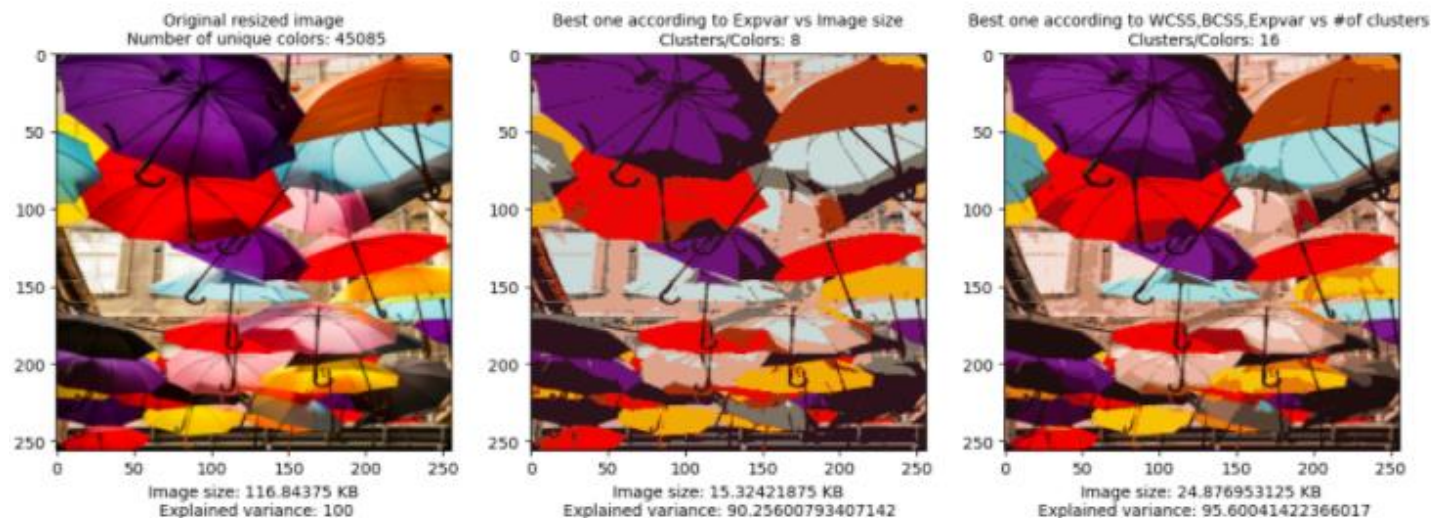 Original resized image
Number of unique colors: 45085
Best one according to Expvar vs Image size
Clusters/Colors: 8
Best one according to WCSS,BCSS,Expvar vs #of clusters
Clusters/Colors: 16
0
50
100
150
200
250
0 50 100 150 200 250
0
50
100
150
200
250
0 50 100 150 200 250
0
50
100
150
200
250
0 50 100 150 200 250
Image size: 116.84375 KB
Explained variance: 100
Image size: 15.32421875 KB
Explained variance: 90.25600793407142
Image size: 24.876953125 KB
Explained variance: 95.60041422366017